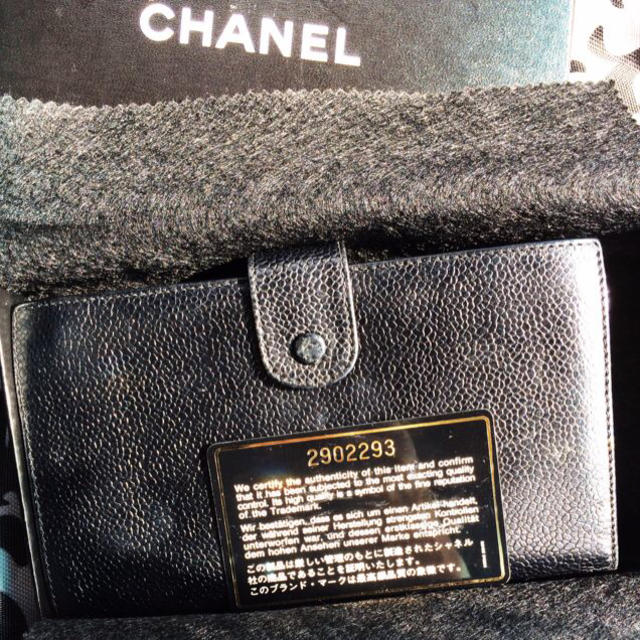 CHANEL
2902293
We certify the authenticity of this item and confirm
that it has been subjected to the most exacting quality
control. Its high quality is a symbol of the fine reputation
of the Trademark.
Wir bestätigen, dass es sich um einen Artikel handelt,
der während seiner Herstellung strengsten Kontrollen
unterworfen war, und dessen erstklassige Qualität
dem hohen Ansehen unserer Marke entspricht.
この製品は厳しい管理のもとに製造されたシャネル
社の製品であることを証明いたします。
このブランド・マークは最高級品質の象徴です。